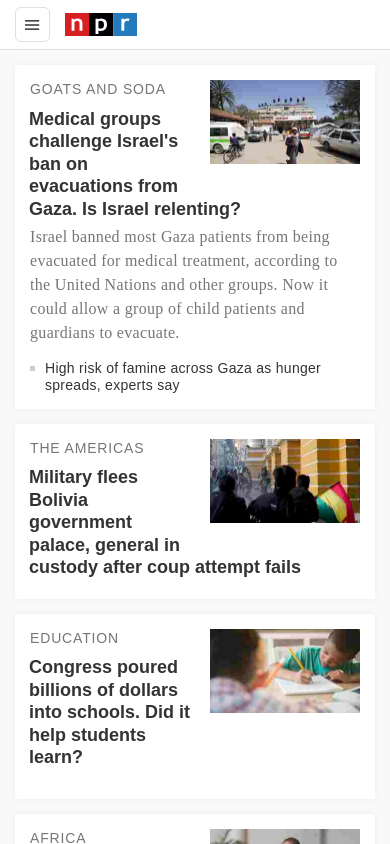 npr
GOATS AND SODA
Medical groups
challenge Israel's
ban on
evacuations from
Gaza. Is Israel relenting?
Israel banned most Gaza patients from being
evacuated for medical treatment, according to
the United Nations and other groups. Now it
could allow a group of child patients and
guardians to evacuate.
High risk of famine across Gaza as hunger
spreads, experts say
THE AMERICAS
Military flees
Bolivia
government
palace, general in
custody after coup attempt fails
EDUCATION
Congress poured
billions of dollars
into schools. Did it
help students
learn?
AFRICA